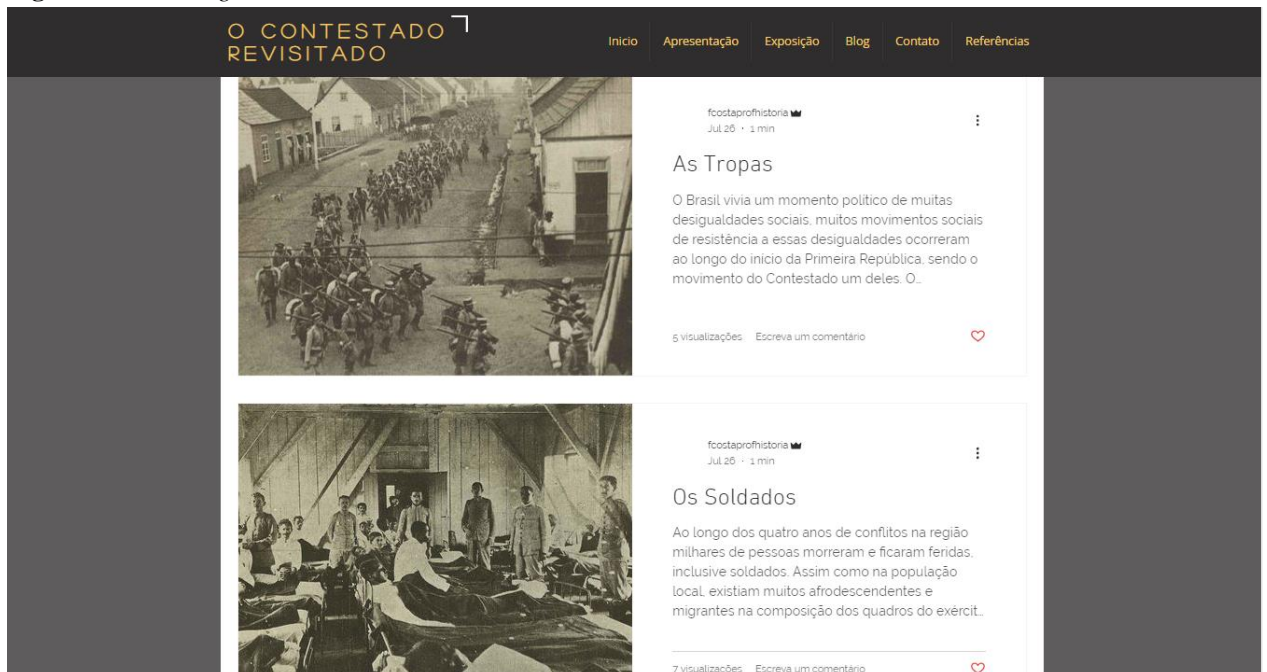 O CONTESTADO
REVISITADO
Inicio Apresentação Exposição Blog Contato Referências
fcostaprofhistoria
Jul 26 · 1 min
As Tropas
O Brasil vivia um momento político de muitas
desigualdades sociais, muitos movimentos sociais
de resistência a essas desigualdades ocorreram
ao longo do início da Primeira República, sendo o
movimento do Contestado um deles. O...
5 visualizações Escreva um comentário
fcostaprofhistoria
Jul 26 · 1 min
Os Soldados
Ao longo dos quatro anos de conflitos na região
milhares de pessoas morreram e ficaram feridas,
inclusive soldados. Assim como na população
local, existiam muitos afrodescendentes e
migrantes na composição dos quadros do exércit...
7 visualizações Escreva um comentário